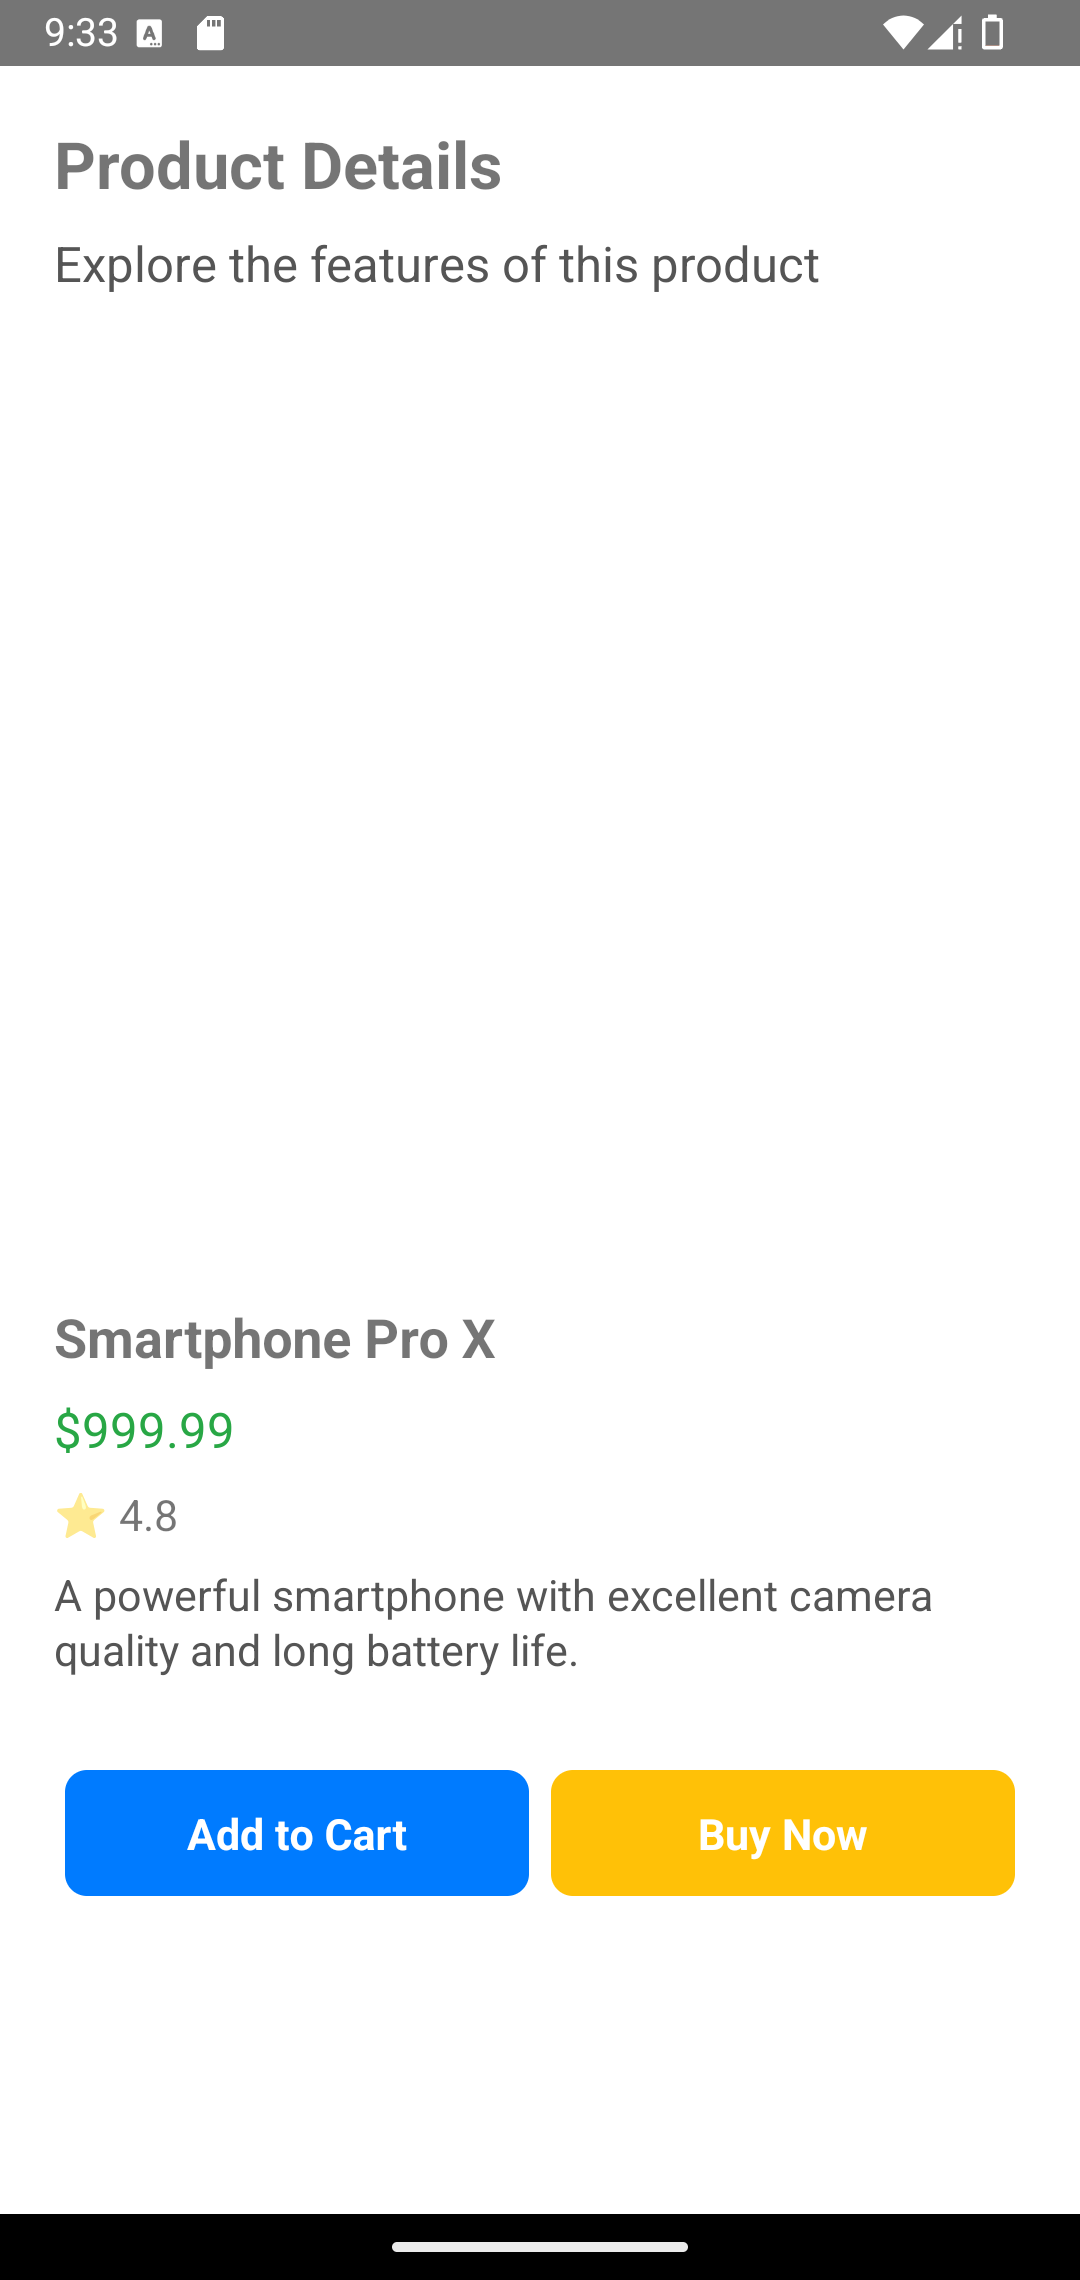 9:33
Product Details
Explore the features of this product
Smartphone Pro X
$999.99
⭐ 4.8
A powerful smartphone with excellent camera
quality and long battery life.
Add to Cart
Buy Now